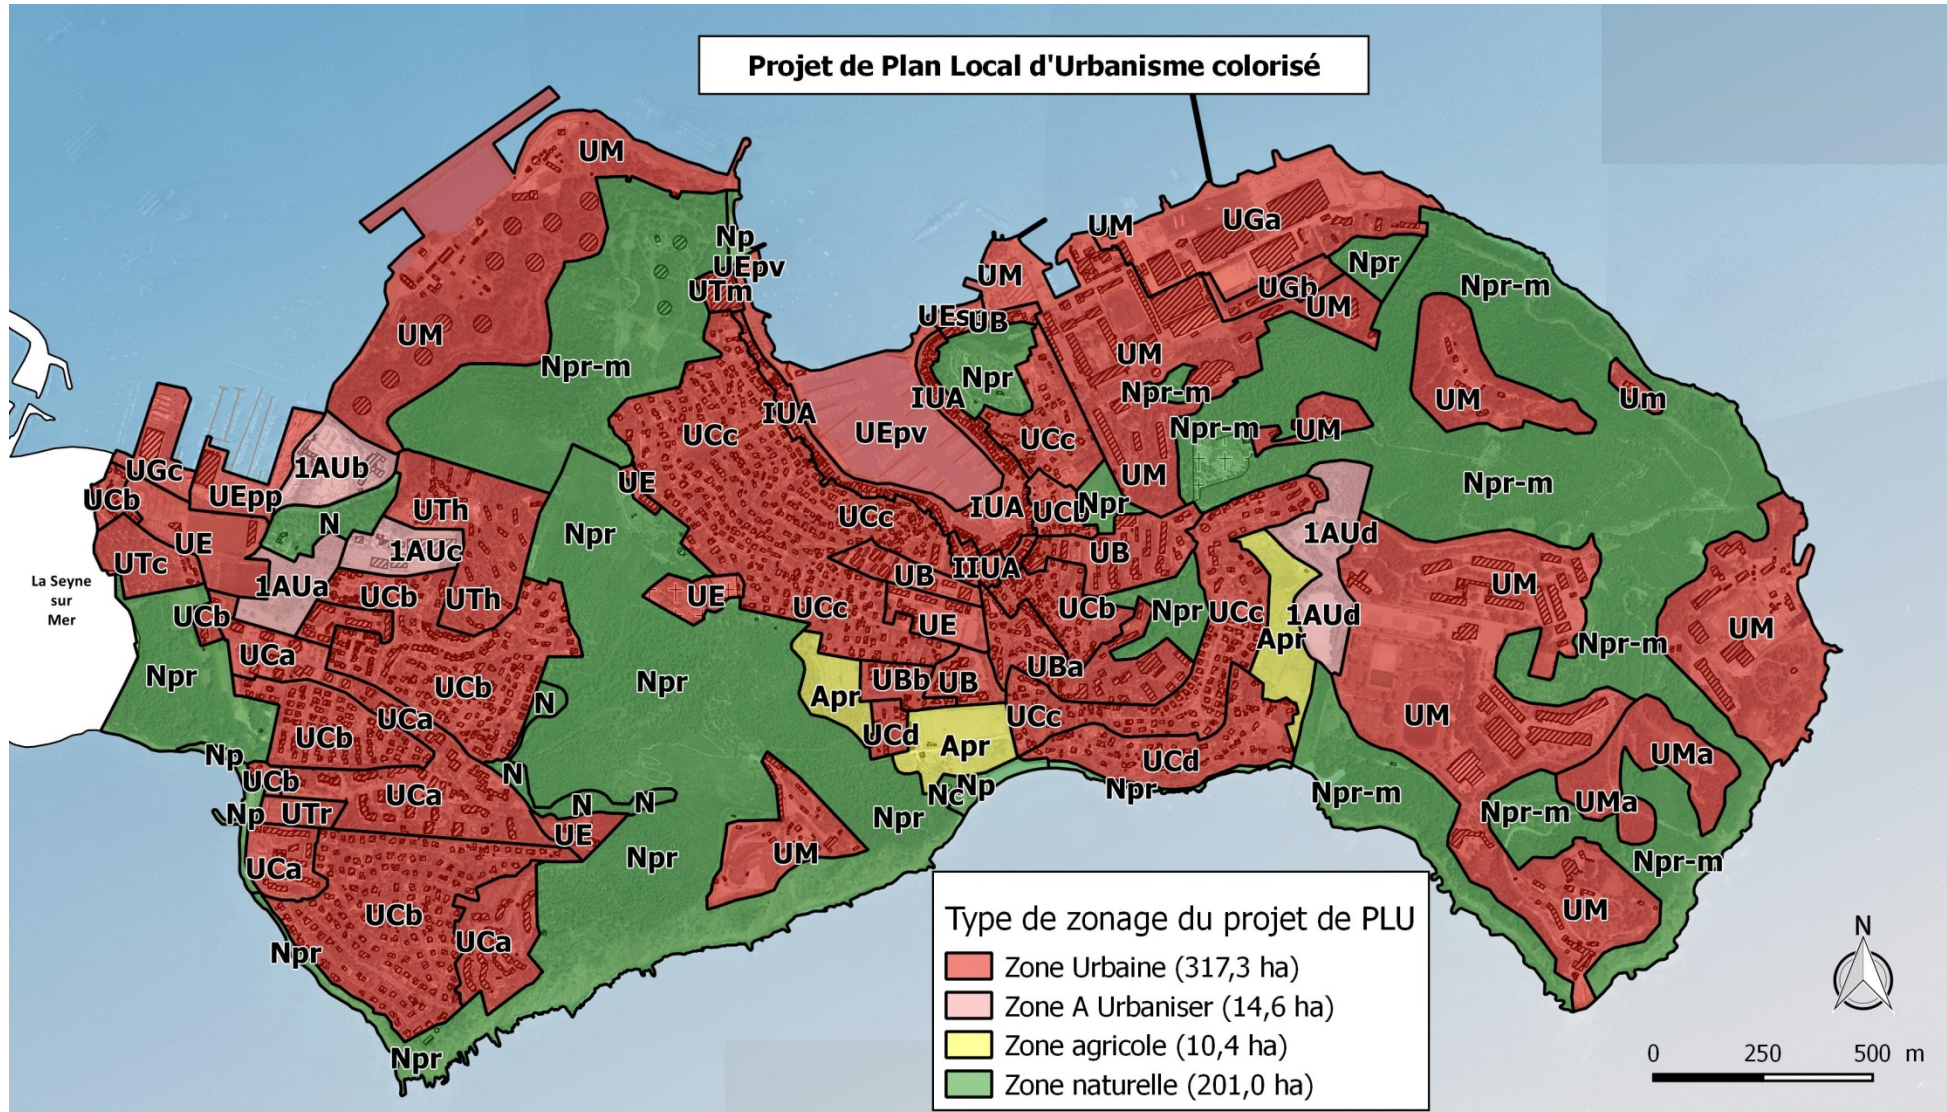 Projet de Plan Local d'Urbanisme colorisé
UM
UM
UGa
Np
UEpv
Npr
UTm
UM
UGb
Npr-m
UM
UEs
UB
UM
Npr-m
UM
Npr
Npr-m
IUA
UM
Um
IUA
UCc
UEpv
UCc
Npr-m
UM
1AUb
UGc
UE
UM
Npr-m
UCb
UEpp
UTh
UCc
IUA
UCb
Npr
N
Npr
1AUd
UE
1AUc
UB
UTc
UB
IIUA
UM
La Seyne
sur
Mer
1AUa
UCb
UTh
UE
UCc
UCb
Npr
UCc
1AUd
UCb
UE
Apr
Npr-m
UM
UCa
Npr
UCb
Npr
UBb
UB
UBa
Apr
N
UCa
UCb
UCd
UCc
UM
Apr
UMa
Np
UCd
UCb
N
UCa
Nc
Np
Npr
Npr-m
N
N
UMa
Np
UTr
Npr
Npr-m
UE
Npr
UM
Npr-m
UCa
UCb
UM
UCa
Npr
Npr
Type de zonage du projet de PLU
Zone Urbaine (317,3 ha)
Zone A Urbaniser (14,6 ha)
Zone agricole (10,4 ha)
Zone naturelle (201,0 ha)
N
0 250 500 m